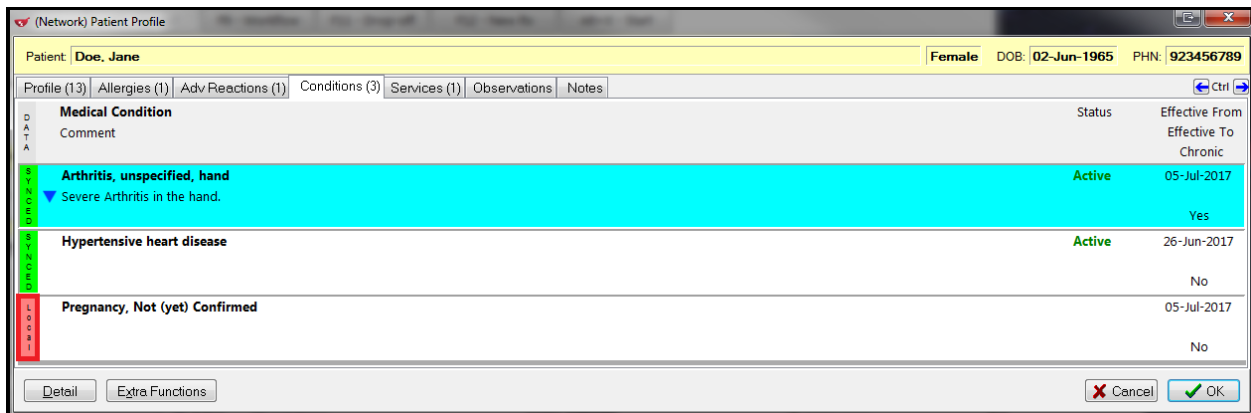 (Network) Patient Profile
Patient: Doe, Jane Female DOB: 02-Jun-1965 PHN: 923456789
Profile (13) Allergies (1) Adv Reactions (1) Conditions (3) Services (1) Observations Notes Ctrl
DATA Medical Condition Status Effective From
Comment Effective To
Chronic
SYNCED Arthritis, unspecified, hand Active 05-Jul-2017
Severe Arthritis in the hand.
Yes
SYNCED Hypertensive heart disease Active 26-Jun-2017
No
Local Pregnancy, Not (yet) Confirmed 05-Jul-2017
No
Detail Extra Functions Cancel OK